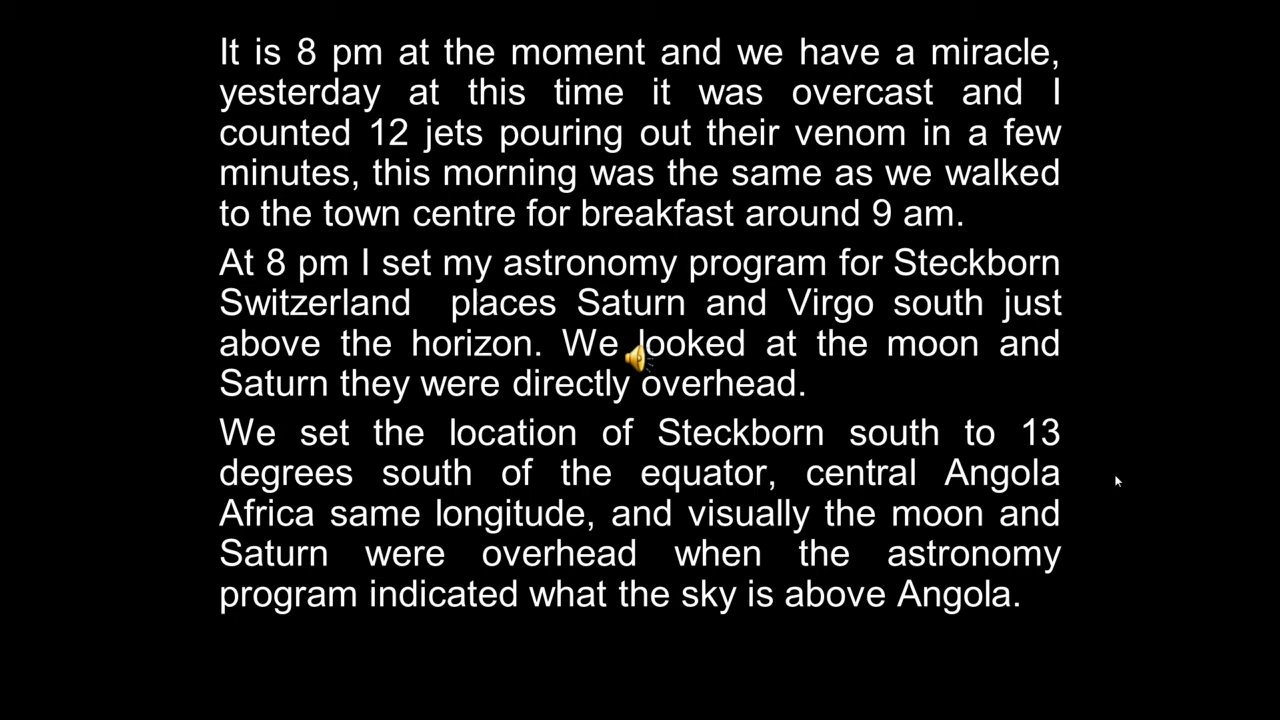 It is 8 pm at the moment and we have a miracle,
yesterday at this time it was overcast and I
counted 12 jets pouring out their venom in a few
minutes, this morning was the same as we walked
to the town centre for breakfast around 9 am.
At 8 pm I set my astronomy program for Steckborn
Switzerland places Saturn and Virgo south just
above the horizon. We looked at the moon and
Saturn they were directly overhead.
We set the location of Steckborn south to 13
degrees south of the equator, central Angola
Africa same longitude, and visually the moon and
Saturn were overhead when the astronomy
program indicated what the sky is above Angola.